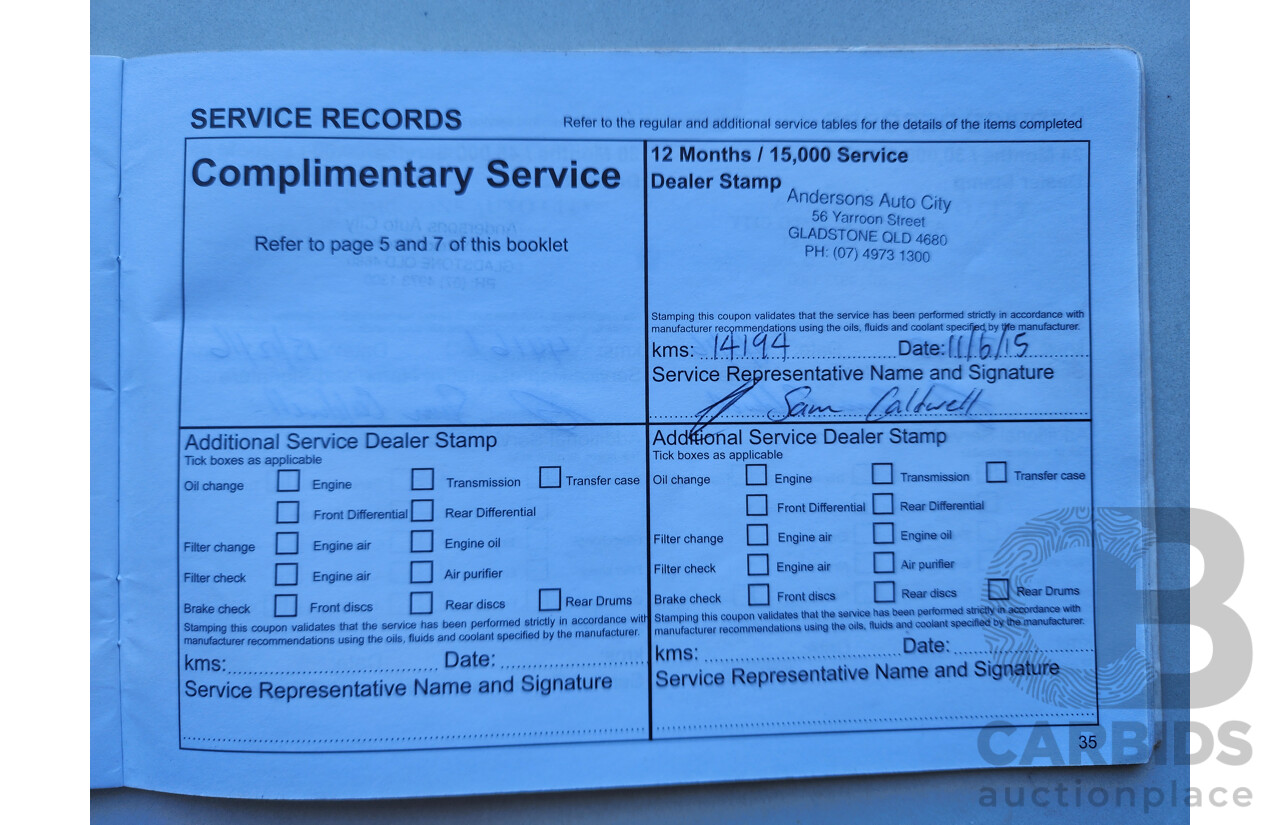 SERVICE RECORDS
Refer to the regular and additional service tables for the details of the items completed
Complimentary Service
Refer to page 5 and 7 of this booklet
12 Months / 15,000 Service
Dealer Stamp
Andersons Auto City
56 Yarroon Street
GLADSTONE QLD 4680
PH: (07) 4973 1300
Stamping this coupon validates that the service has been performed strictly in accordance with
manufacturer recommendations using the oils, fluids and coolant specified by the manufacturer.
kms: 14194 Date: 11/6/15
Service Representative Name and Signature
Sam Caldwell
Additional Service Dealer Stamp
Tick boxes as applicable
Oil change Engine Transmission Transfer case
Front Differential Rear Differential
Filter change Engine air Engine oil
Filter check Engine air Air purifier
Brake check Front discs Rear discs Rear Drums
Stamping this coupon validates that the service has been performed strictly in accordance with
manufacturer recommendations using the oils, fluids and coolant specified by the manufacturer.
kms: Date:
Service Representative Name and Signature
Additional Service Dealer Stamp
Tick boxes as applicable
Oil change Engine Transmission Transfer case
Front Differential Rear Differential
Filter change Engine air Engine oil
Filter check Engine air Air purifier
Brake check Front discs Rear discs Rear Drums
Stamping this coupon validates that the service has been performed strictly in accordance with
manufacturer recommendations using the oils, fluids and coolant specified by the manufacturer.
kms: Date:
Service Representative Name and Signature
35
CARBIDS
auctionplace